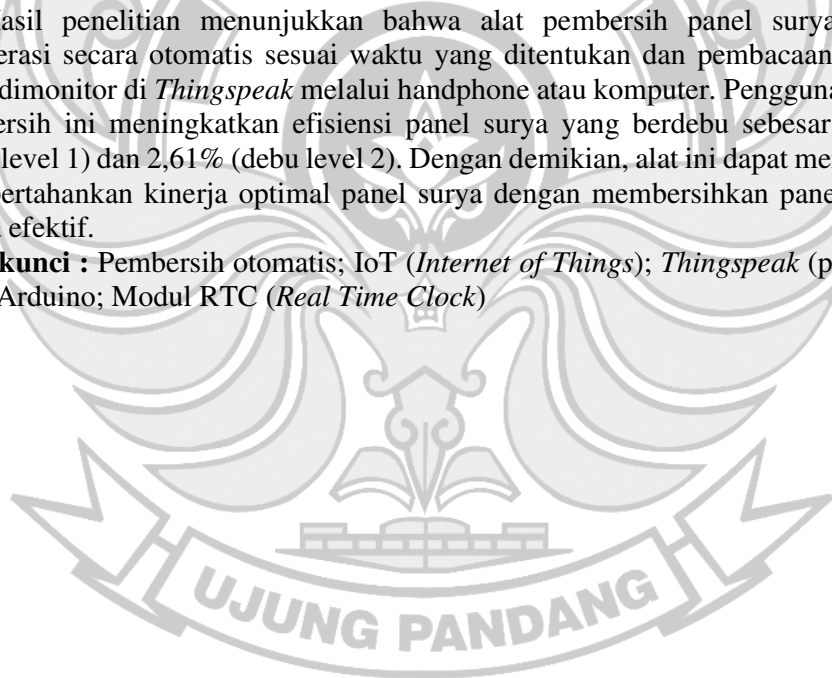 asil penelitian menunjukkan bahwa alat pembersih panel surya
erasi secara otomatis sesuai waktu yang ditentukan dan pembacaan
dimonitor di Thingspeak melalui handphone atau komputer. Pengguna
ersih ini meningkatkan efisiensi panel surya yang berdebu sebesar
level 1) dan 2,61% (debu level 2). Dengan demikian, alat ini dapat me
pertahankan kinerja optimal panel surya dengan membersihkan pane
efektif.
kunci : Pembersih otomatis; IoT (Internet of Things); Thingspeak (p
Arduino; Modul RTC (Real Time Clock)
UJUNG PANDANG